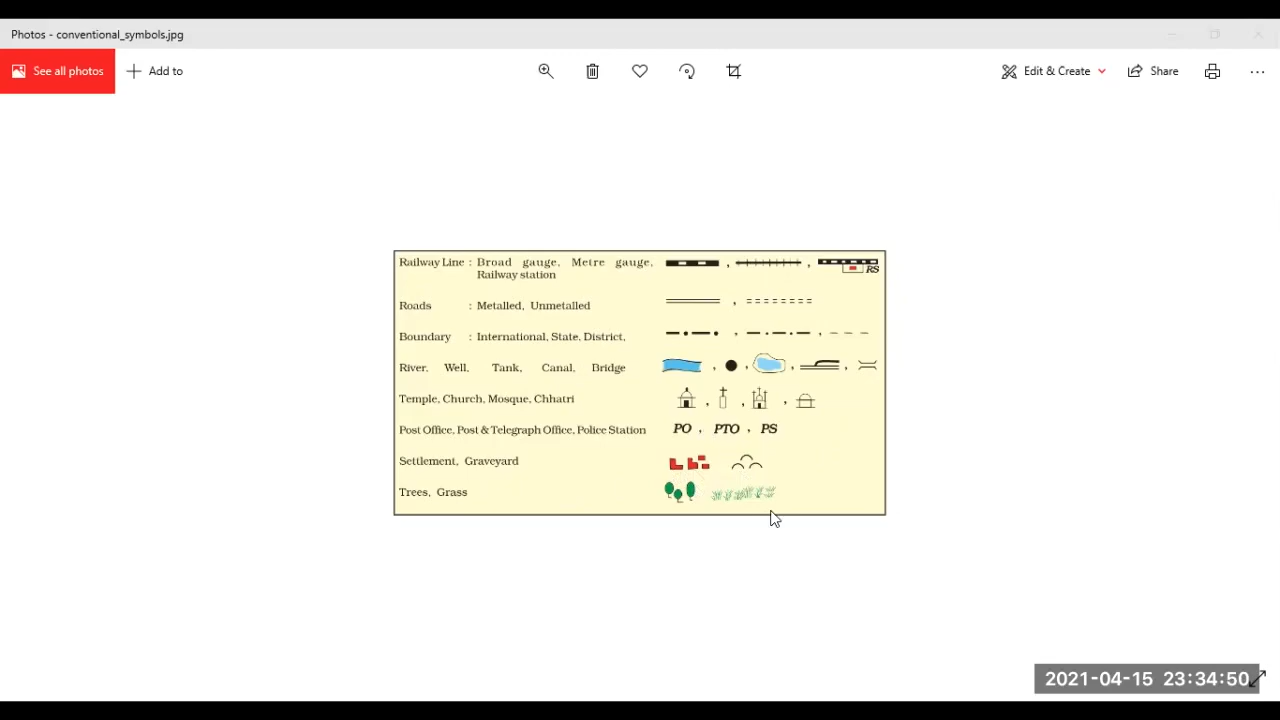 Photos - conventional_symbols.jpg
See all photos
Add to
Edit & Create
Share
Railway Line : Broad gauge, Metre gauge,
Railway station
RS
Roads : Metalled, Unmetalled
Boundary : International, State, District,
River, Well, Tank, Canal, Bridge
Temple, Church, Mosque, Chhatri
Post Office, Post & Telegraph Office, Police Station PO , PTO , PS
Settlement, Graveyard
Trees, Grass
2021-04-15 23:34:50